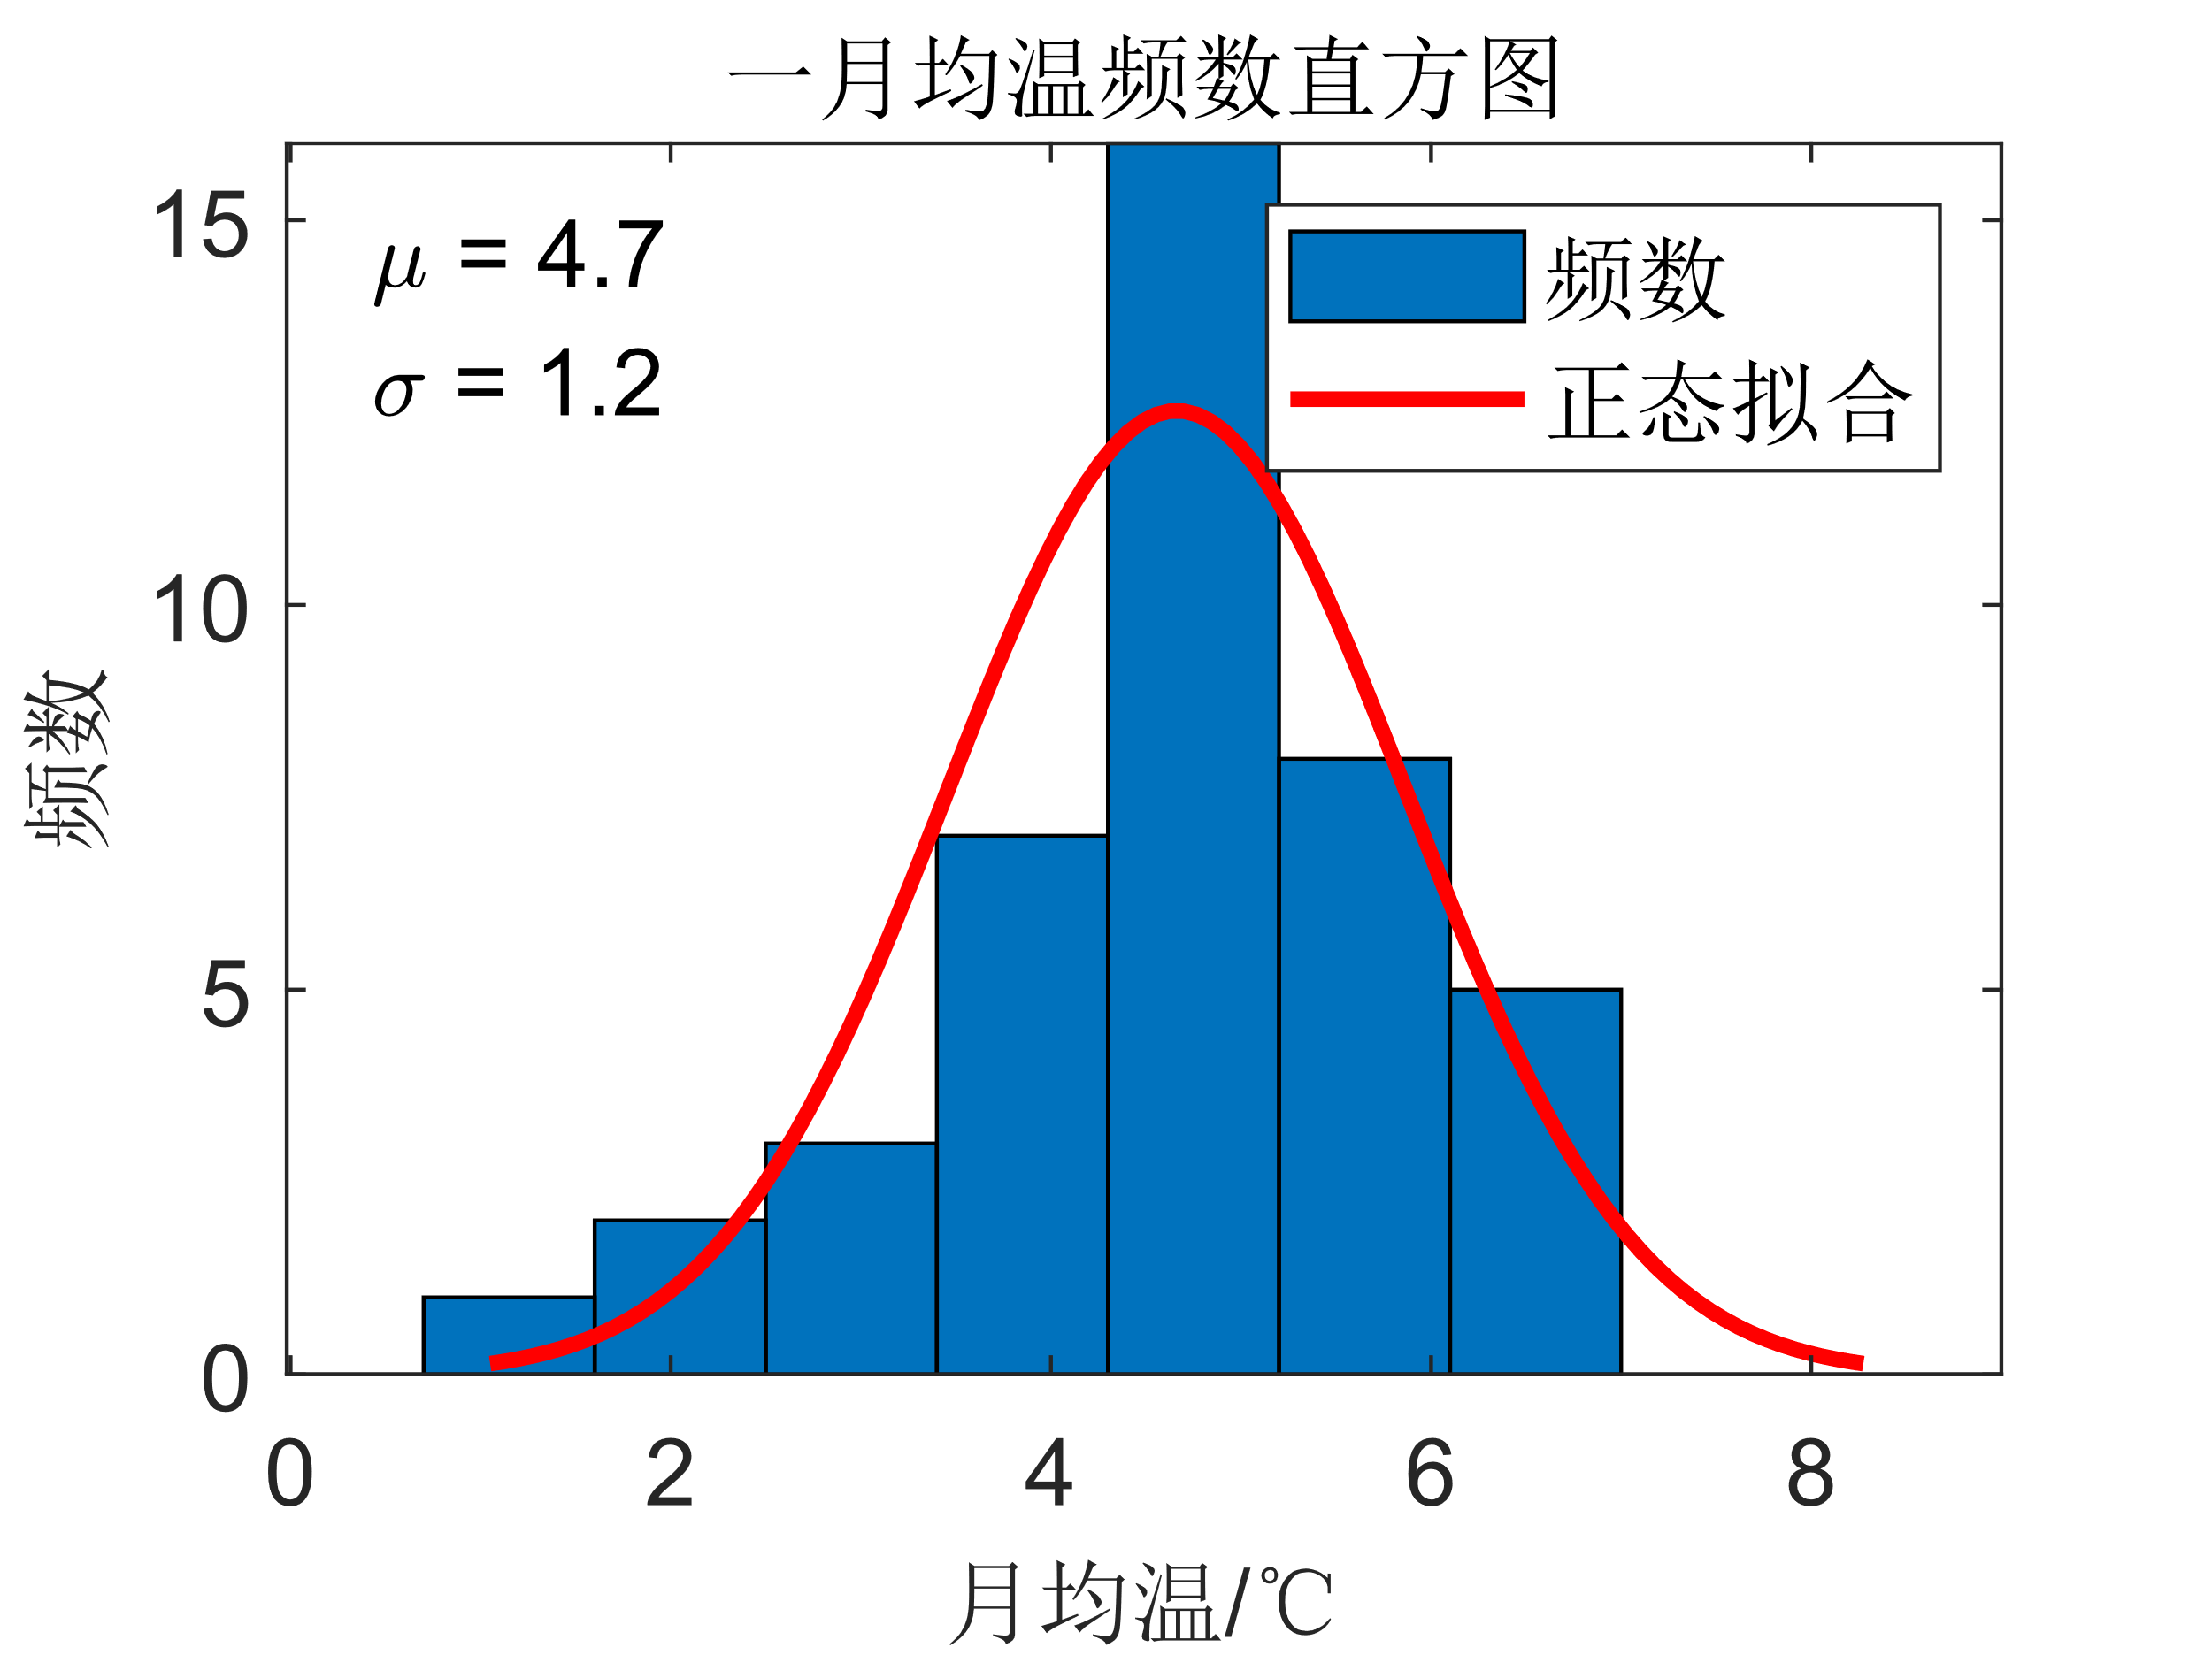 一月均温频数直方图
μ = 4.7
σ = 1.2
频数
正态拟合
15
10
5
0
频数
0 2 4 6 8
月均温/℃